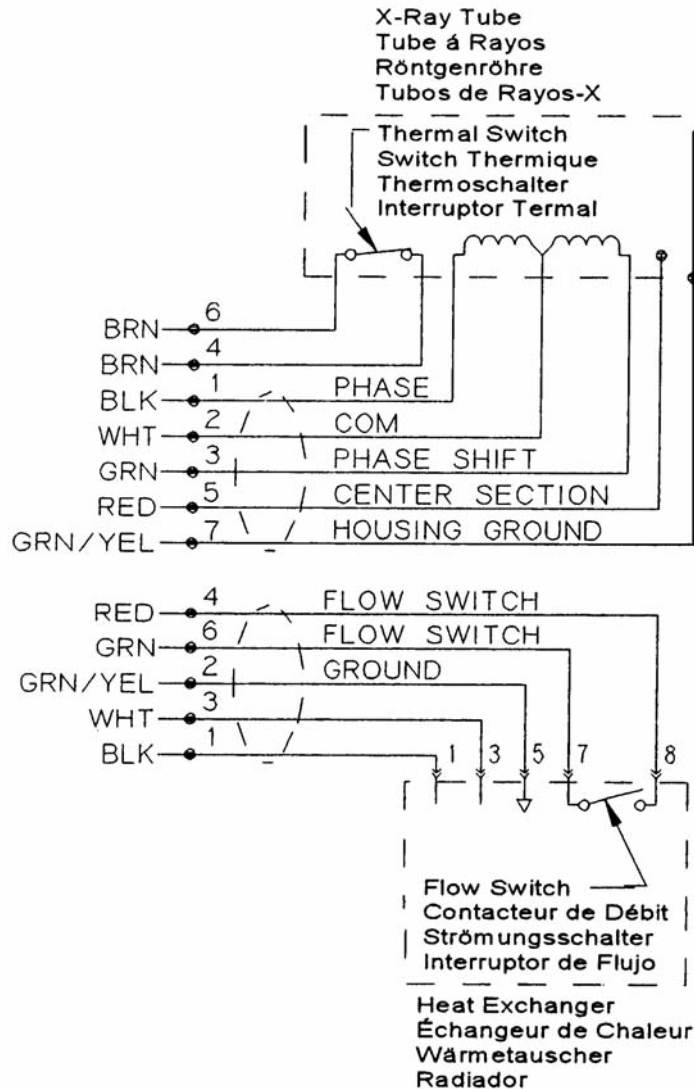 X-Ray Tube
Tube á Rayos
Röntgenröhre
Tubos de Rayos-X
Thermal Switch
Switch Thermique
Thermoschalter
Interruptor Termal
BRN 6
BRN 4
BLK 1 PHASE
WHT 2 COM
GRN 3 PHASE SHIFT
RED 5 CENTER SECTION
GRN/YEL 7 HOUSING GROUND
RED 4 FLOW SWITCH
GRN 6 FLOW SWITCH
GRN/YEL 2 GROUND
WHT 3
BLK 1
1 3 5 7 8
Flow Switch
Contacteur de Débit
Strömungsschalter
Interruptor de Flujo
Heat Exchanger
Échangeur de Chaleur
Wärmetauscher
Radiador